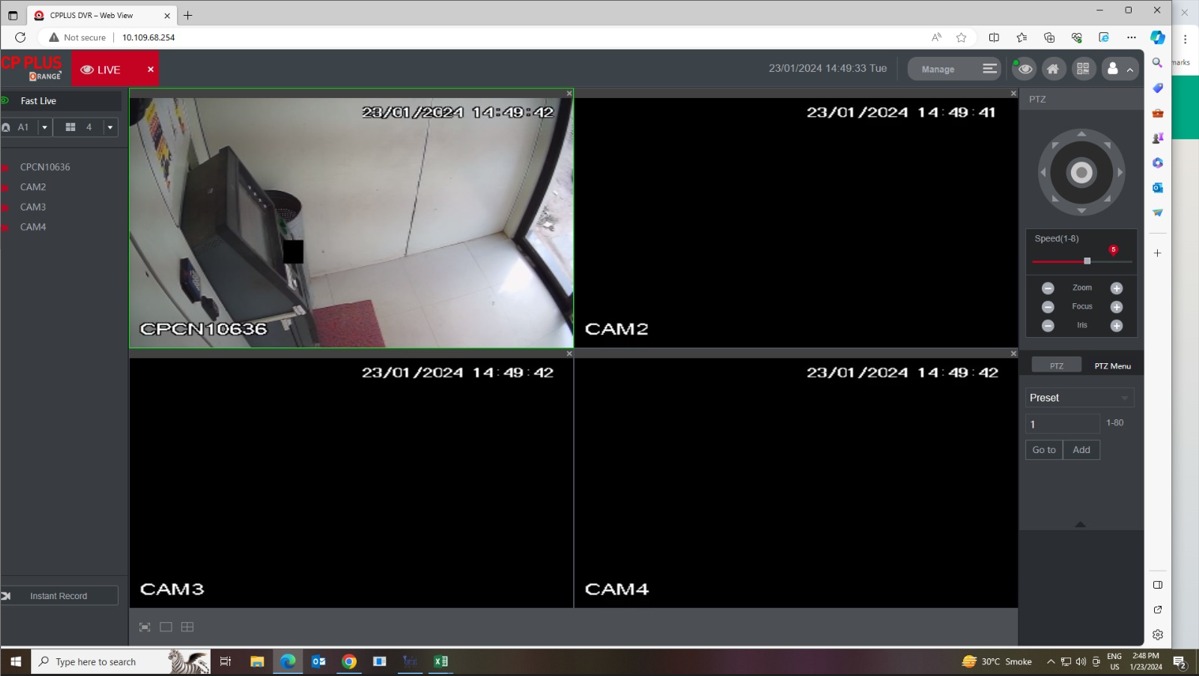 CPPLUS DVR – Web View
Not secure
10.109.68.254
marks
CP PLUS
ORANGE
LIVE
23/01/2024 14:49:33 Tue
Manage
Fast Live
A1
4
CPCN10636
CAM2
CAM3
CAM4
Instant Record
23/01/2024 14:49:42
CPCN10636
23/01/2024 14:49:41
CAM2
23/01/2024 14:49:42
CAM3
23/01/2024 14:49:42
CAM4
PTZ
Speed(1-8)
5
Zoom
Focus
Iris
PTZ
PTZ Menu
Preset
1
1-80
Go to
Add
Type here to search
30°C Smoke
ENG
US
2:48 PM
1/23/2024
2